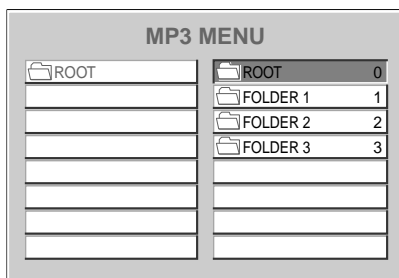 MP3 MENU
ROOT
ROOT 0
FOLDER 1 1
FOLDER 2 2
FOLDER 3 3